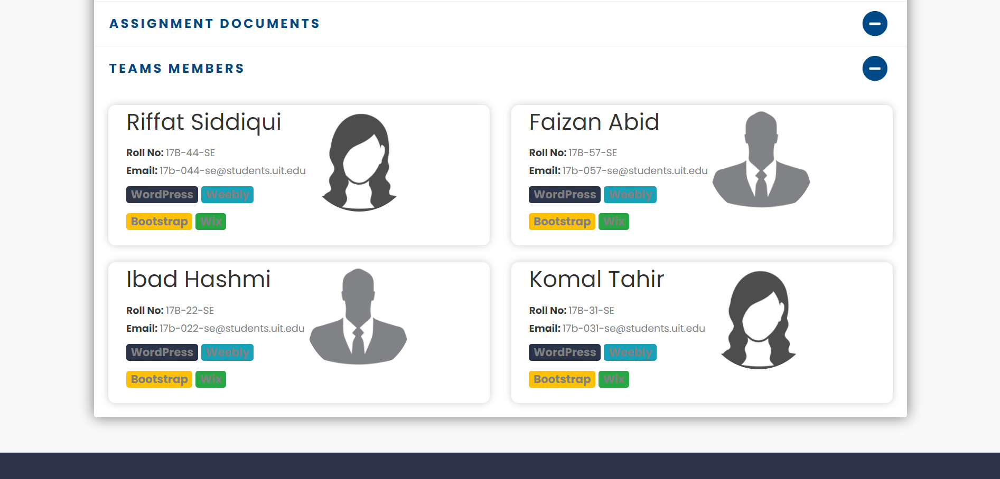 ASSIGNMENT DOCUMENTS
TEAMS MEMBERS
Riffat Siddiqui
Roll No: 17B-44-SE
Email: 17b-044-se@students.uit.edu
WordPress Weebly
Bootstrap Wix
Faizan Abid
Roll No: 17B-57-SE
Email: 17b-057-se@students.uit.edu
WordPress Weebly
Bootstrap Wix
Ibad Hashmi
Roll No: 17B-22-SE
Email: 17b-022-se@students.uit.edu
WordPress Weebly
Bootstrap Wix
Komal Tahir
Roll No: 17B-31-SE
Email: 17b-031-se@students.uit.edu
WordPress Weebly
Bootstrap Wix